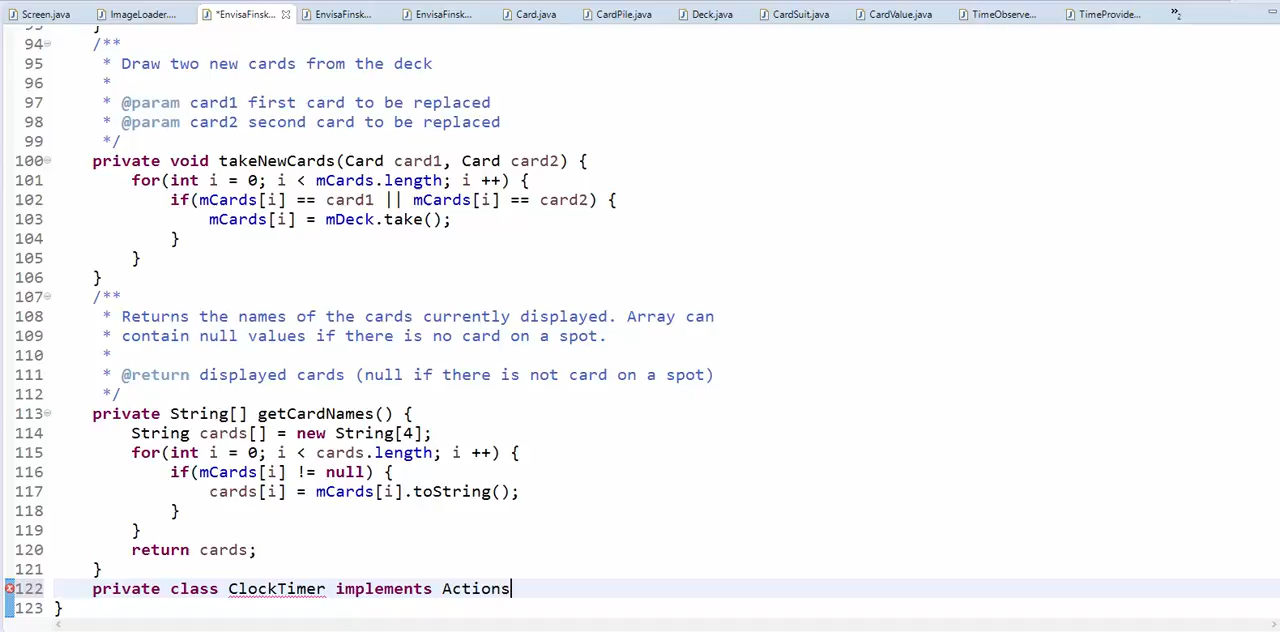 Screen.java ImageLoader.... *EnvisaFinsk... EnvisaFinsk... EnvisaFinsk... Card.java CardPile.java Deck.java CardSuit.java CardValue.java TimeObserve... TimeProvide... »2
94 /**
95 * Draw two new cards from the deck
96 *
97 * @param card1 first card to be replaced
98 * @param card2 second card to be replaced
99 */
100 private void takeNewCards(Card card1, Card card2) {
101 for(int i = 0; i < mCards.length; i ++) {
102 if(mCards[i] == card1 || mCards[i] == card2) {
103 mCards[i] = mDeck.take();
104 }
105 }
106 }
107 /**
108 * Returns the names of the cards currently displayed. Array can
109 * contain null values if there is no card on a spot.
110 *
111 * @return displayed cards (null if there is not card on a spot)
112 */
113 private String[] getCardNames() {
114 String cards[] = new String[4];
115 for(int i = 0; i < cards.length; i ++) {
116 if(mCards[i] != null) {
117 cards[i] = mCards[i].toString();
118 }
119 }
120 return cards;
121 }
122 private class ClockTimer implements Actions
123 }